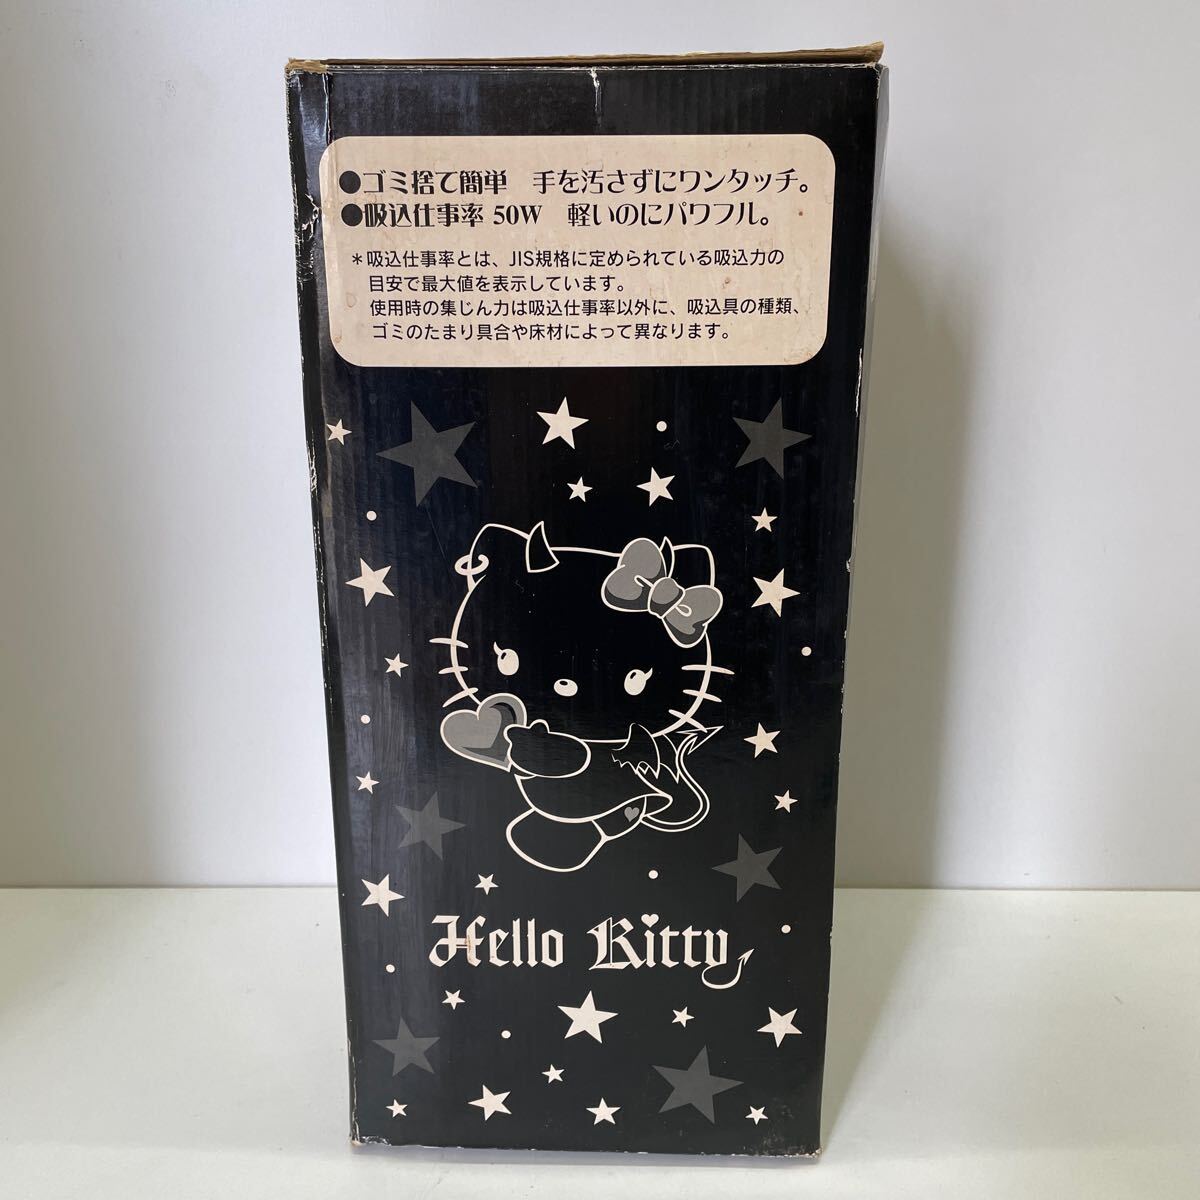 ●ゴミ捨て簡単　手を汚さずにワンタッチ。
●吸込仕事率 50W　軽いのにパワフル。
＊吸込仕事率とは、JIS規格に定められている吸込力の
目安で最大値を表示しています。
使用時の集じん力は吸込仕事率以外に、吸込具の種類、
ゴミのたまり具合や床材によって異なります。
Hello Kitty